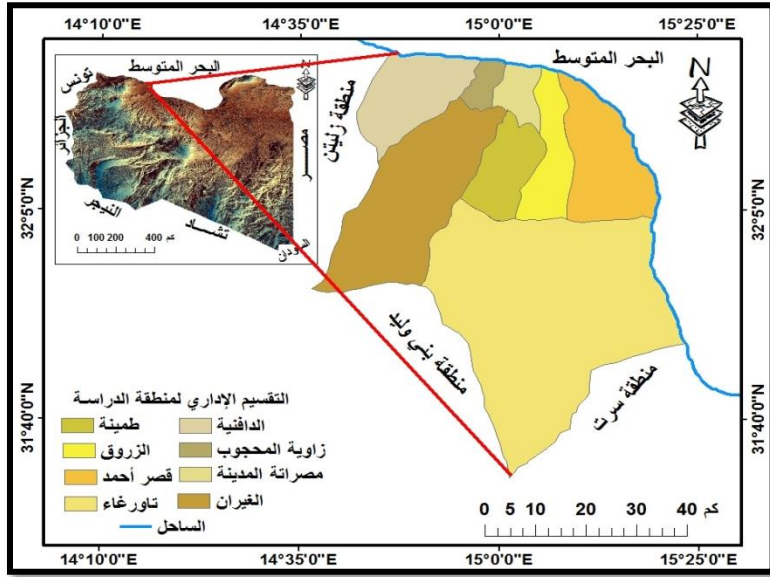 14°10'0"E 14°35'0"E 15°0'0"E 15°25'0"E
البحر المتوسط
البحر المتوسط
N
N
تونس
الجزائر
مصر
النيجر
تشاد
السودن
0 100 200 400 كم
منطقة زليتن
منطقة بني وليد
منطقة سرت
32°5'0"N
32°5'0"N
31°40'0"N
31°40'0"N
التقسيم الإداري لمنطقة الدراسة
طمينة
الدافنية
الزروق
زاوية المحجوب
قصر أحمد
مصراتة المدينة
تاورغاء
الغيران
الساحل
0 5 10 20 30 40 كم
14°10'0"E 14°35'0"E 15°0'0"E 15°25'0"E